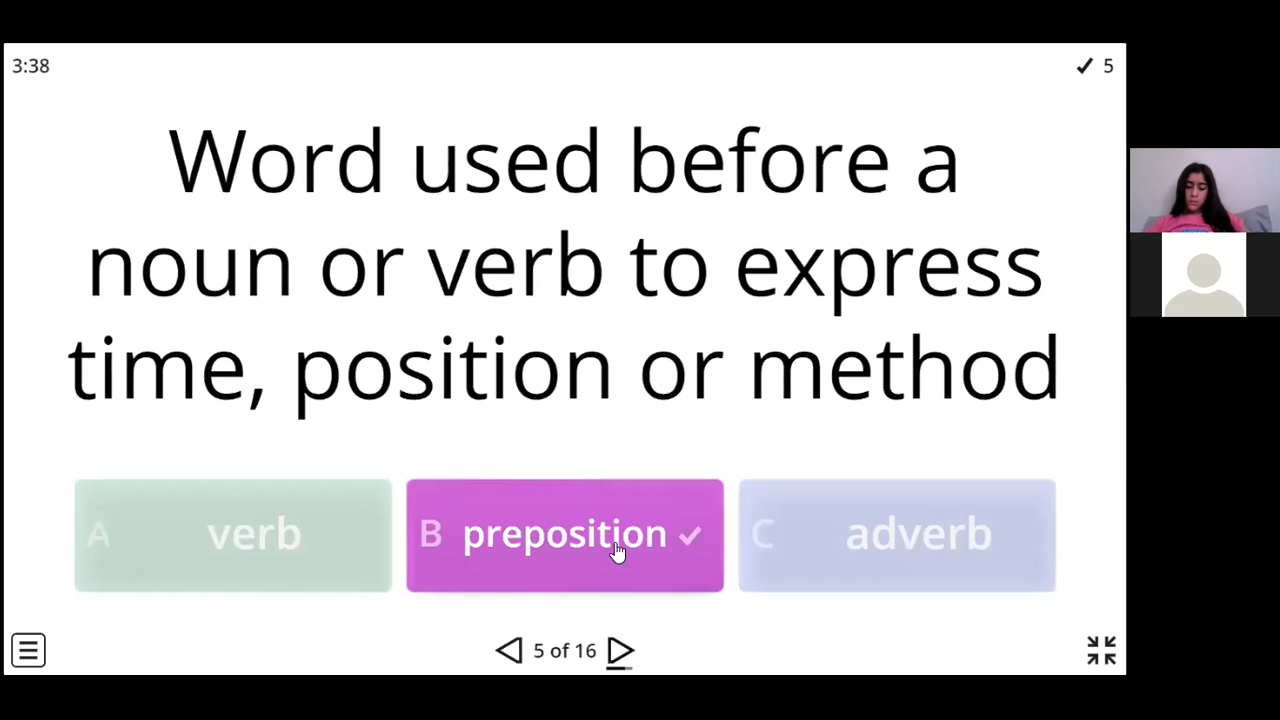 3:38
✓ 5
Word used before a
noun or verb to express
time, position or method
A verb
B preposition ✓
C adverb
5 of 16